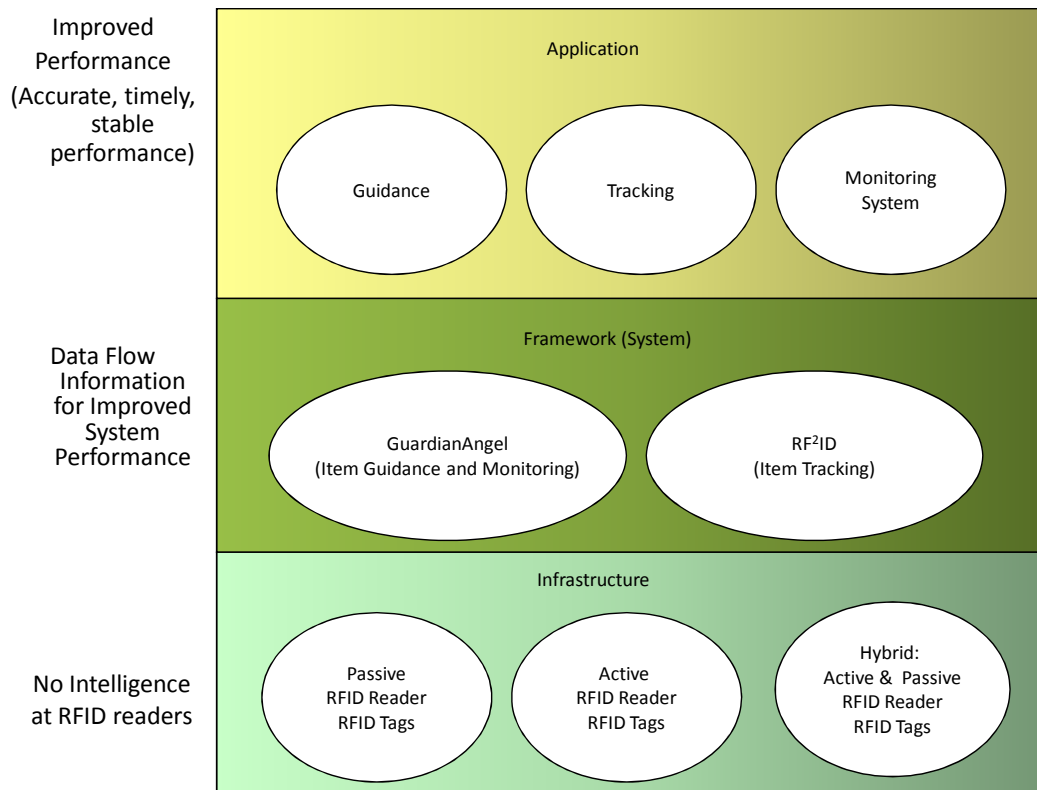 Improved
Performance
(Accurate, timely,
stable
performance)
Application
Guidance
Tracking
Monitoring
System
Data Flow
Information
for Improved
System
Performance
Framework (System)
GuardianAngel
(Item Guidance and Monitoring)
RF²ID
(Item Tracking)
No Intelligence
at RFID readers
Infrastructure
Passive
RFID Reader
RFID Tags
Active
RFID Reader
RFID Tags
Hybrid:
Active & Passive
RFID Reader
RFID Tags